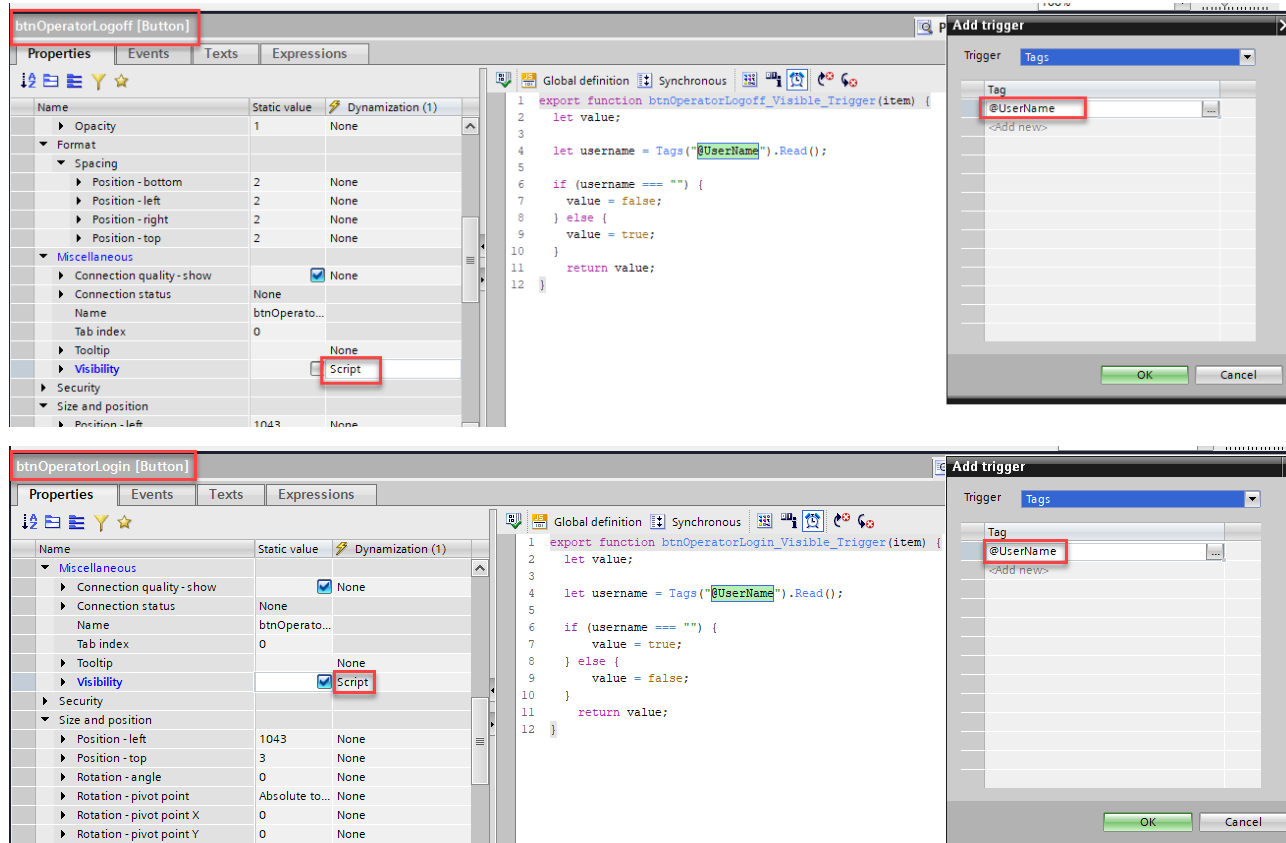 btnOperatorLogoff [Button]
Properties Events Texts Expressions
Name Static value Dynamization (1)
Opacity 1 None
Format
Spacing
Position - bottom 2 None
Position - left 2 None
Position - right 2 None
Position - top 2 None
Miscellaneous
Connection quality - show None
Connection status None
Name btnOperato...
Tab index 0
Tooltip None
Visibility Script
Security
Size and position
Position - left 1043 None
P
Global definition Synchronous
1 export function btnOperatorLogoff_Visible_Trigger(item) {
2 let value;
3
4 let username = Tags("@UserName").Read();
5
6 if (username === "") {
7 value = false;
8 } else {
9 value = true;
10 }
11 return value;
12 }
Add trigger
Trigger Tags
Tag
@UserName ...
<Add new>
OK Cancel
btnOperatorLogin [Button]
Properties Events Texts Expressions
Name Static value Dynamization (1)
Miscellaneous
Connection quality - show None
Connection status None
Name btnOperato...
Tab index 0
Tooltip None
Visibility Script
Security
Size and position
Position - left 1043 None
Position - top 3 None
Rotation - angle 0 None
Rotation - pivot point Absolute to... None
Rotation - pivot point X 0 None
Rotation - pivot point Y 0 None
Global definition Synchronous
1 export function btnOperatorLogin_Visible_Trigger(item) {
2 let value;
3
4 let username = Tags("@UserName").Read();
5
6 if (username === "") {
7 value = true;
8 } else {
9 value = false;
10 }
11 return value;
12 }
Add trigger
Trigger Tags
Tag
@UserName ...
<Add new>
OK Cancel